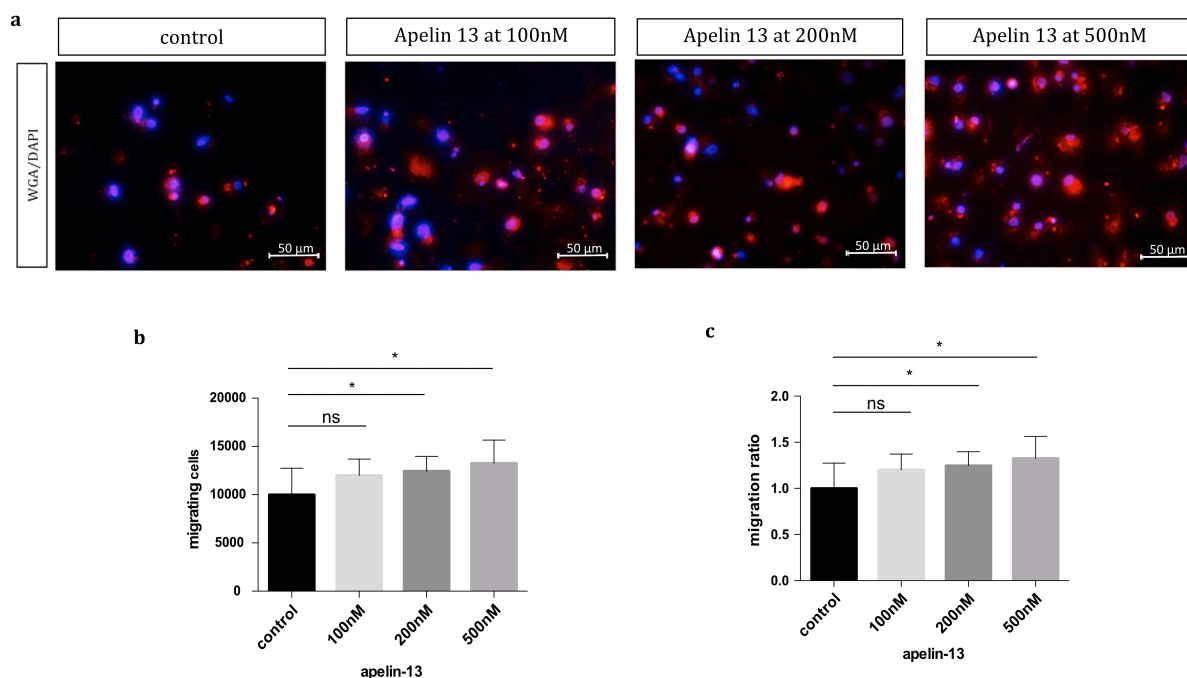 a
control
Apelin 13 at 100nM
Apelin 13 at 200nM
Apelin 13 at 500nM
WGA/DAPI
50 µm
50 µm
50 µm
50 µm
b
*
*
ns
20000
15000
10000
5000
0
migrating cells
control
100nM
200nM
500nM
apelin-13
c
*
*
ns
2.0
1.5
1.0
0.5
0.0
migration ratio
control
100nM
200nM
500nM
apelin-13